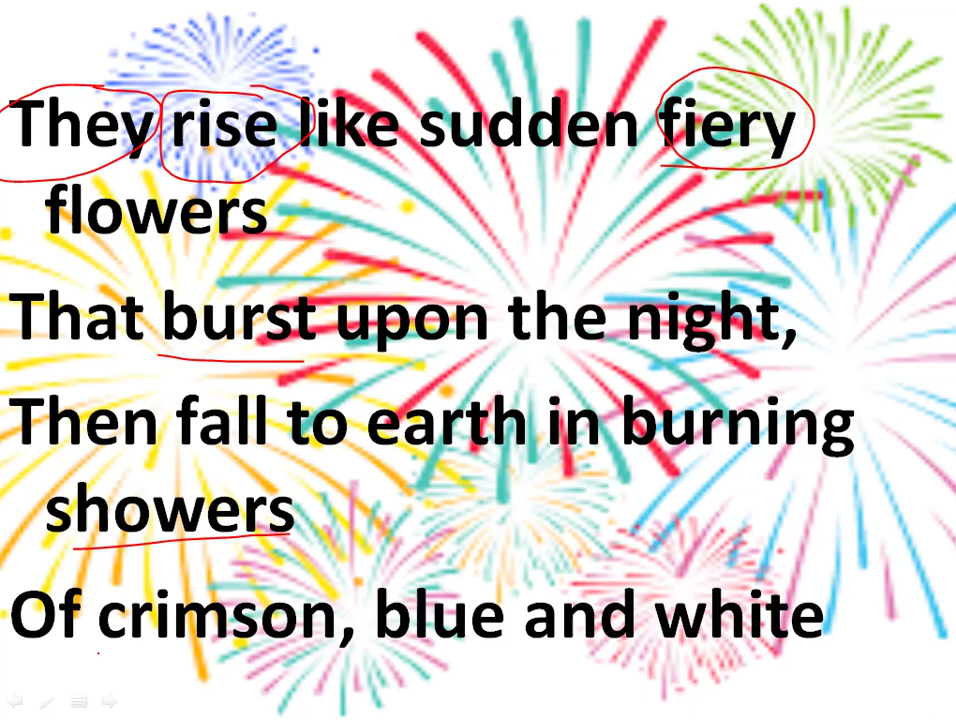 They rise like sudden fiery
flowers
That burst upon the night,
Then fall to earth in burning
showers
Of crimson, blue and white